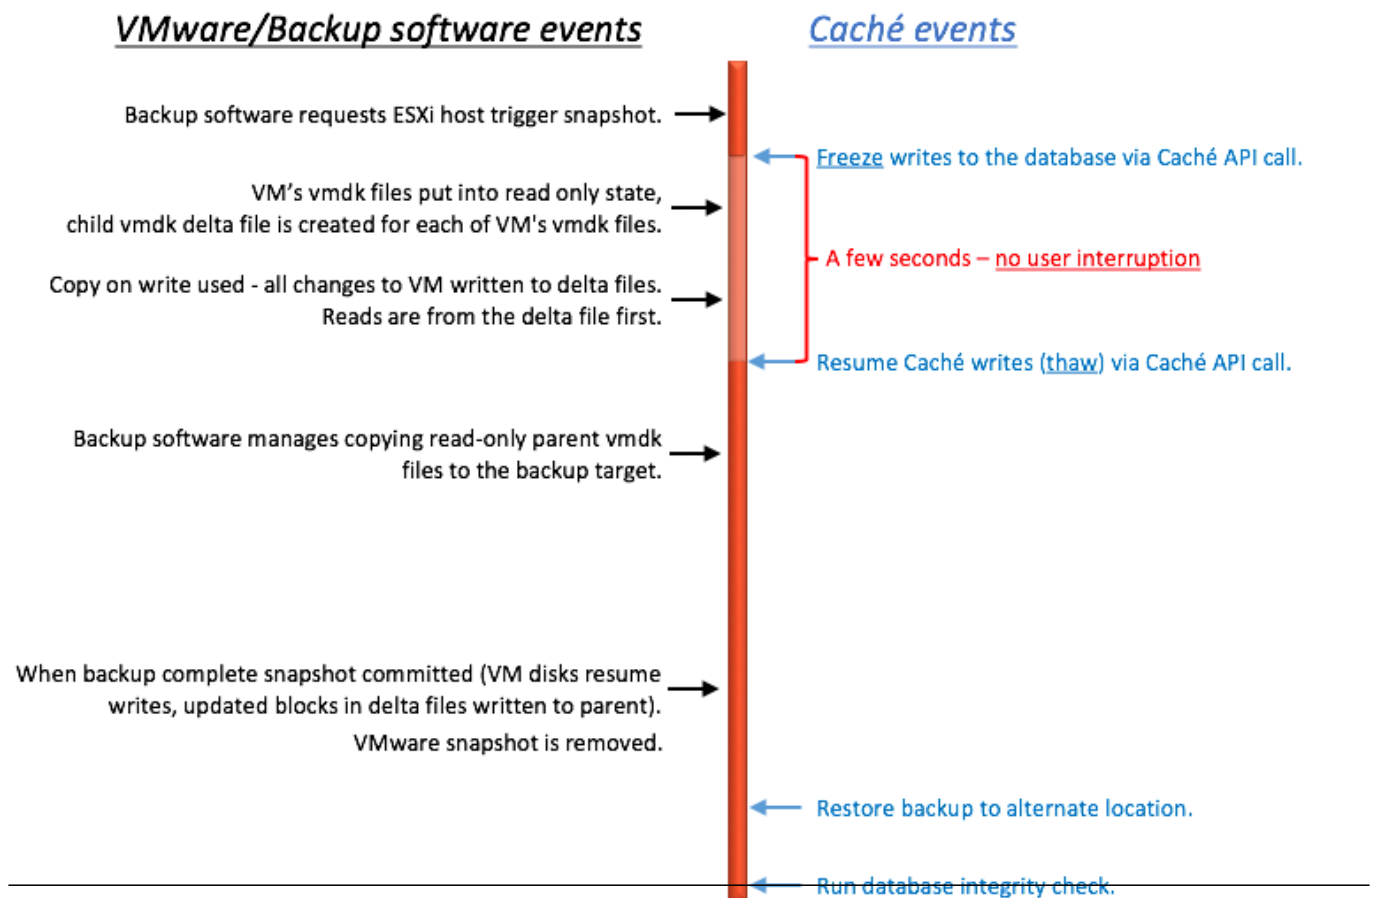 VMware/Backup software events
Caché events
Backup software requests ESXi host trigger snapshot.
Freeze writes to the database via Caché API call.
VM’s vmdk files put into read only state,
child vmdk delta file is created for each of VM's vmdk files.
A few seconds – no user interruption
Copy on write used - all changes to VM written to delta files.
Reads are from the delta file first.
Resume Caché writes (thaw) via Caché API call.
Backup software manages copying read-only parent vmdk
files to the backup target.
When backup complete snapshot committed (VM disks resume
writes, updated blocks in delta files written to parent).
VMware snapshot is removed.
Restore backup to alternate location.
Run database integrity check.